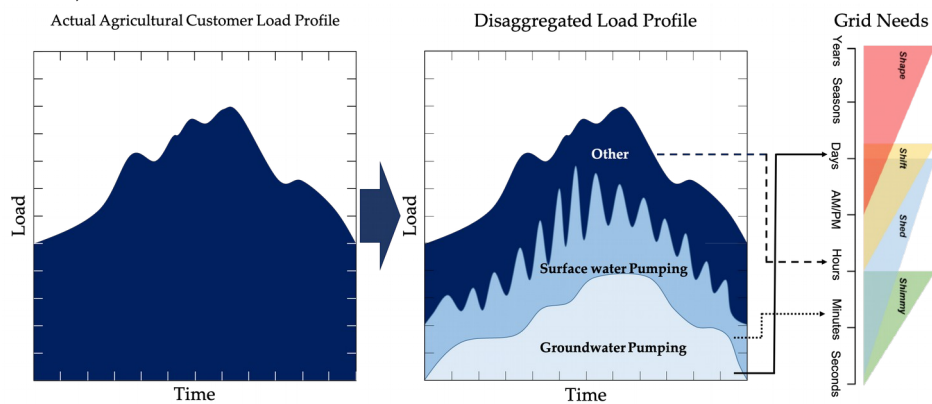 Actual Agricultural Customer Load Profile
Disaggregated Load Profile
Grid Needs
Load
Time
Load
Other
Surface water Pumping
Groundwater Pumping
Time
Years
Seasons
Days
AM/PM
Hours
Minutes
Seconds
Shape
Shift
Shed
Shimmy